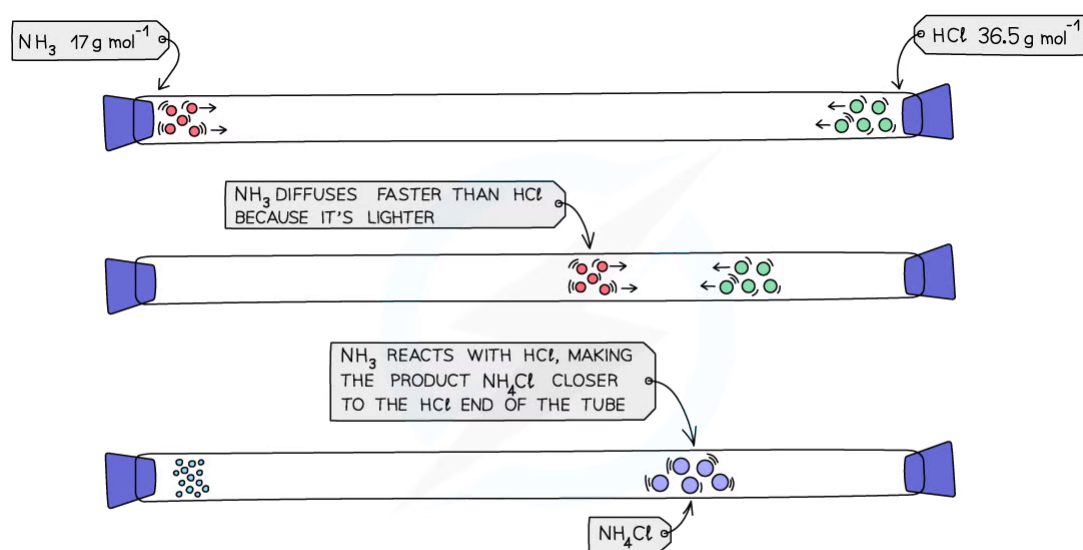 NH₃ 17 g mol⁻¹
HCl 36.5 g mol⁻¹
NH₃ DIFFUSES FASTER THAN HCl
BECAUSE IT'S LIGHTER
NH₃ REACTS WITH HCl, MAKING
THE PRODUCT NH₄Cl CLOSER
TO THE HCl END OF THE TUBE
NH₄Cl